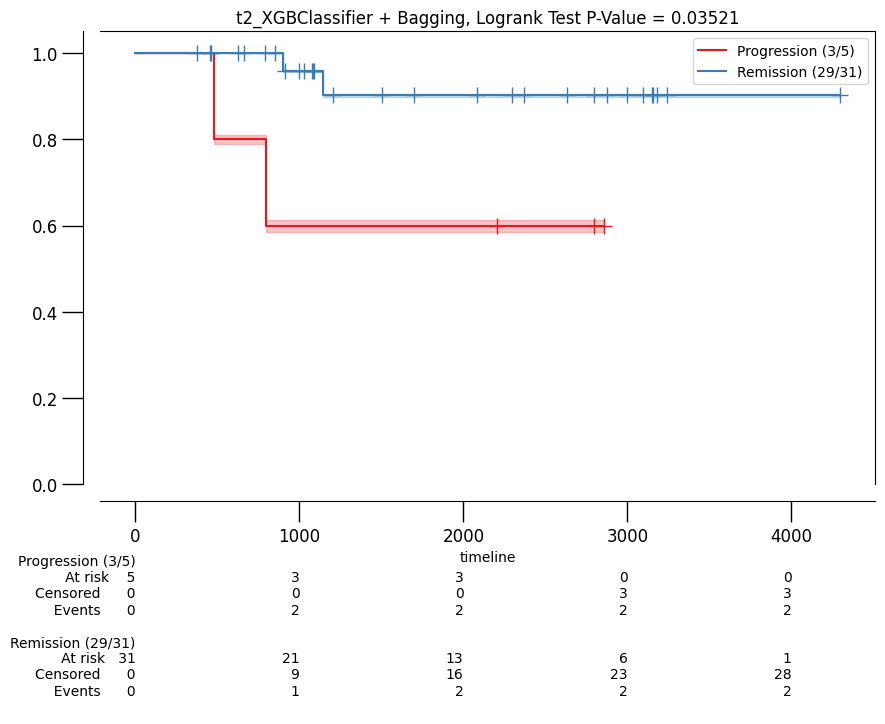 t2_XGBClassifier + Bagging, Logrank Test P-Value = 0.03521
Progression (3/5)
Remission (29/31)
1.0
0.8
0.6
0.4
0.2
0.0
0 1000 2000 3000 4000
timeline
Progression (3/5)
At risk 5 3 3 0 0
Censored 0 0 0 3 3
Events 0 2 2 2 2
Remission (29/31)
At risk 31 21 13 6 1
Censored 0 9 16 23 28
Events 0 1 2 2 2